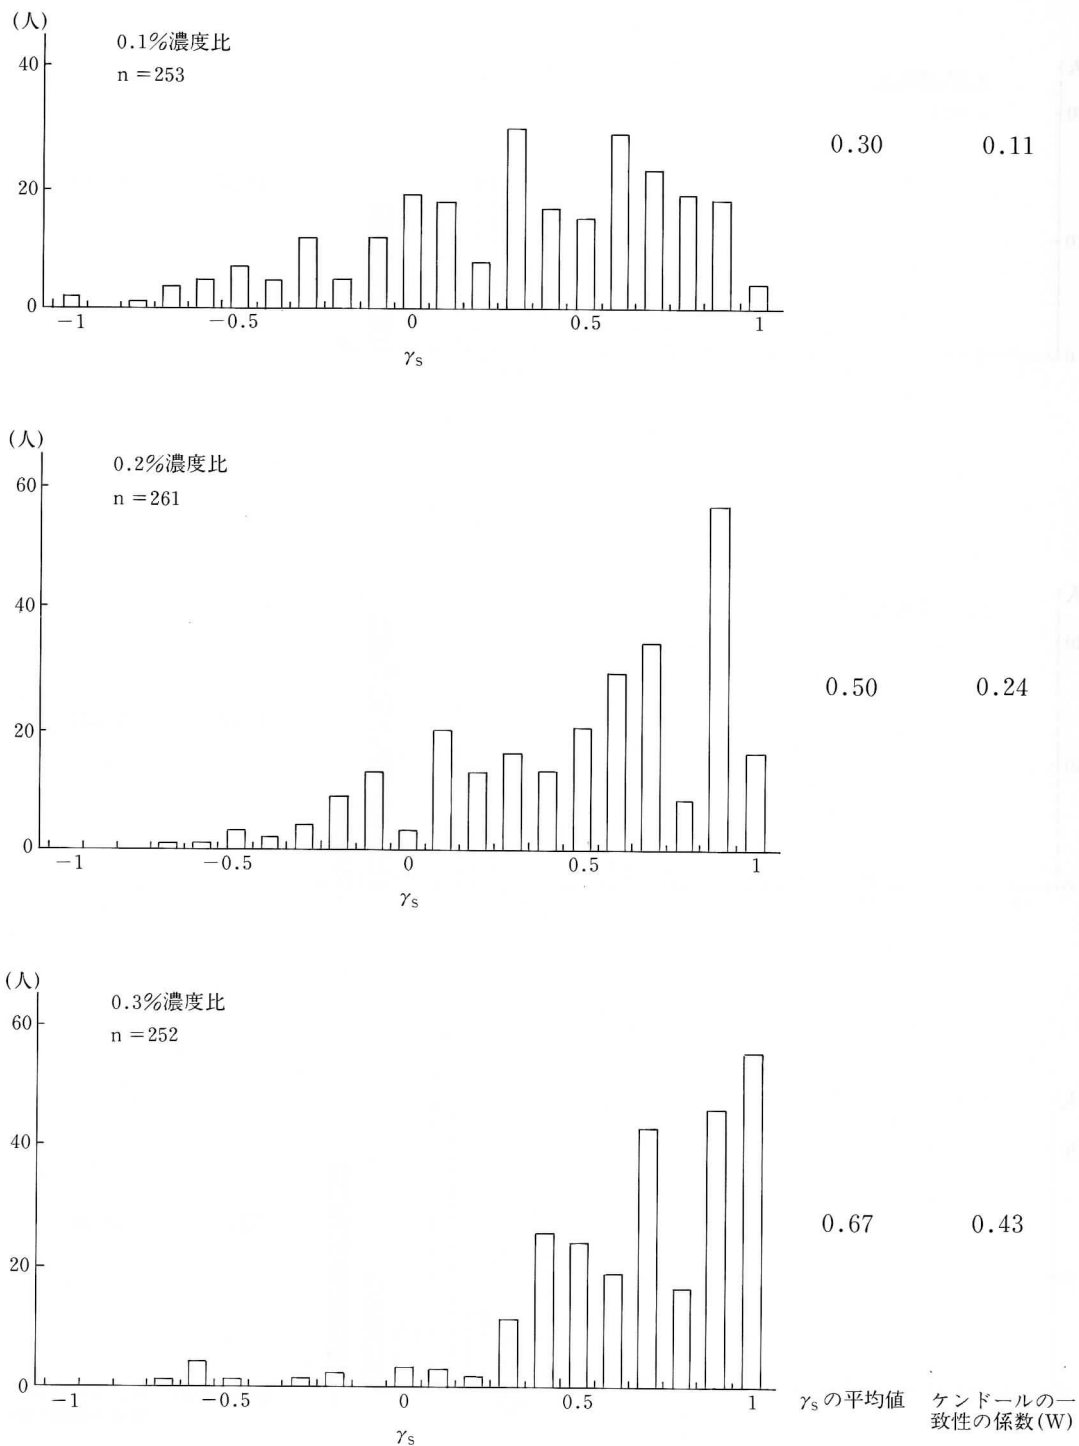 (人)
0.1%濃度比
n=253
40
20
0
-1
-0.5
0
0.5
1
γs
0.30
0.11
(人)
0.2%濃度比
n=261
60
40
20
0
-1
-0.5
0
0.5
1
γs
0.50
0.24
(人)
0.3%濃度比
n=252
60
40
20
0
-1
-0.5
0
0.5
1
γs
0.67
0.43
γsの平均値
ケンドールの一
致性の係数(W)